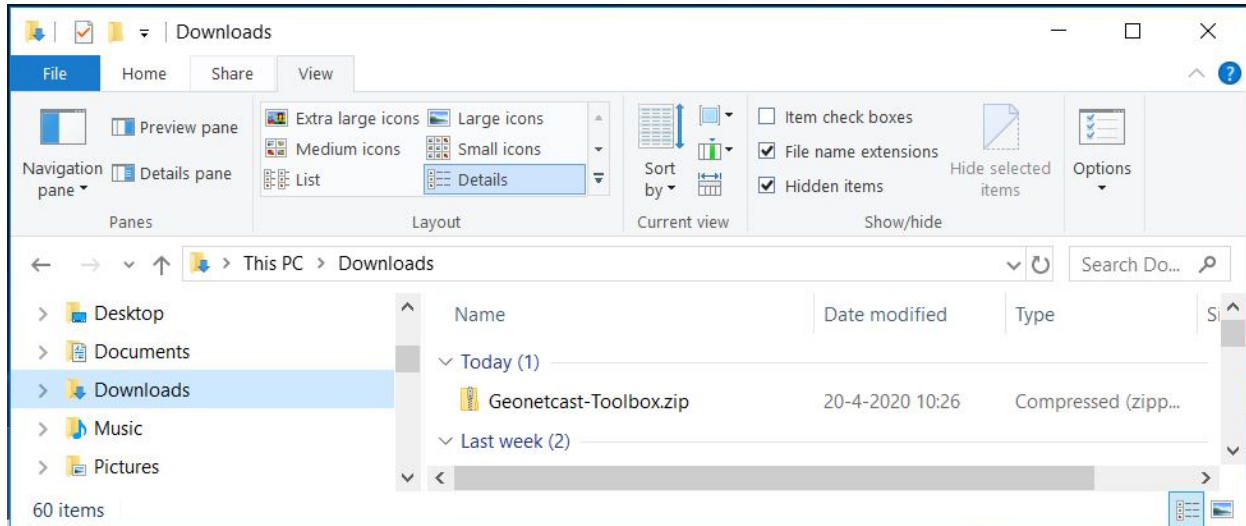 Downloads
File Home Share View
Preview pane
Details pane
Navigation pane
Panes
Extra large icons Large icons
Medium icons Small icons
List Details
Layout
Sort by
Current view
Item check boxes
File name extensions
Hidden items
Hide selected items
Show/hide
Options
This PC > Downloads
Search Do...
Desktop
Documents
Downloads
Music
Pictures
Name Date modified Type Si
Today (1)
Geonetcast-Toolbox.zip 20-4-2020 10:26 Compressed (zipp...
Last week (2)
60 items